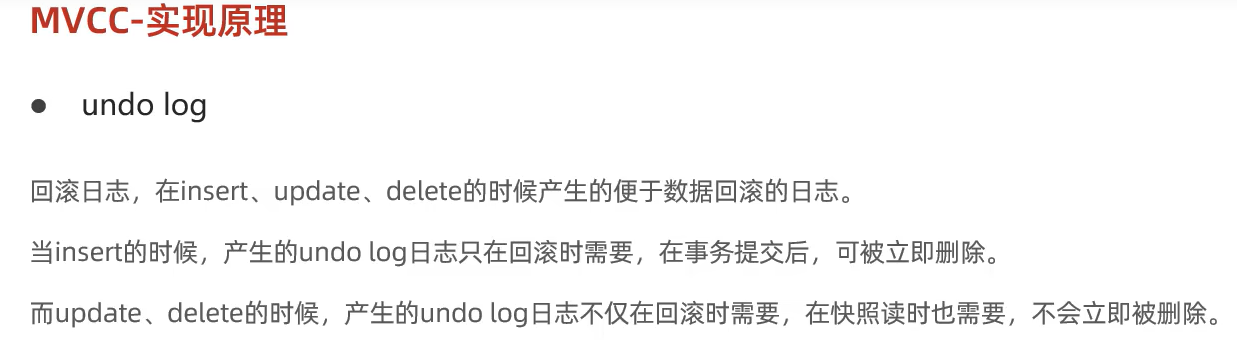 MVCC-实现原理
● undo log
回滚日志，在insert、update、delete的时候产生的便于数据回滚的日志。
当insert的时候，产生的undo log日志只在回滚时需要，在事务提交后，可被立即删除。
而update、delete的时候，产生的undo log日志不仅在回滚时需要，在快照读时也需要，不会立即被删除。